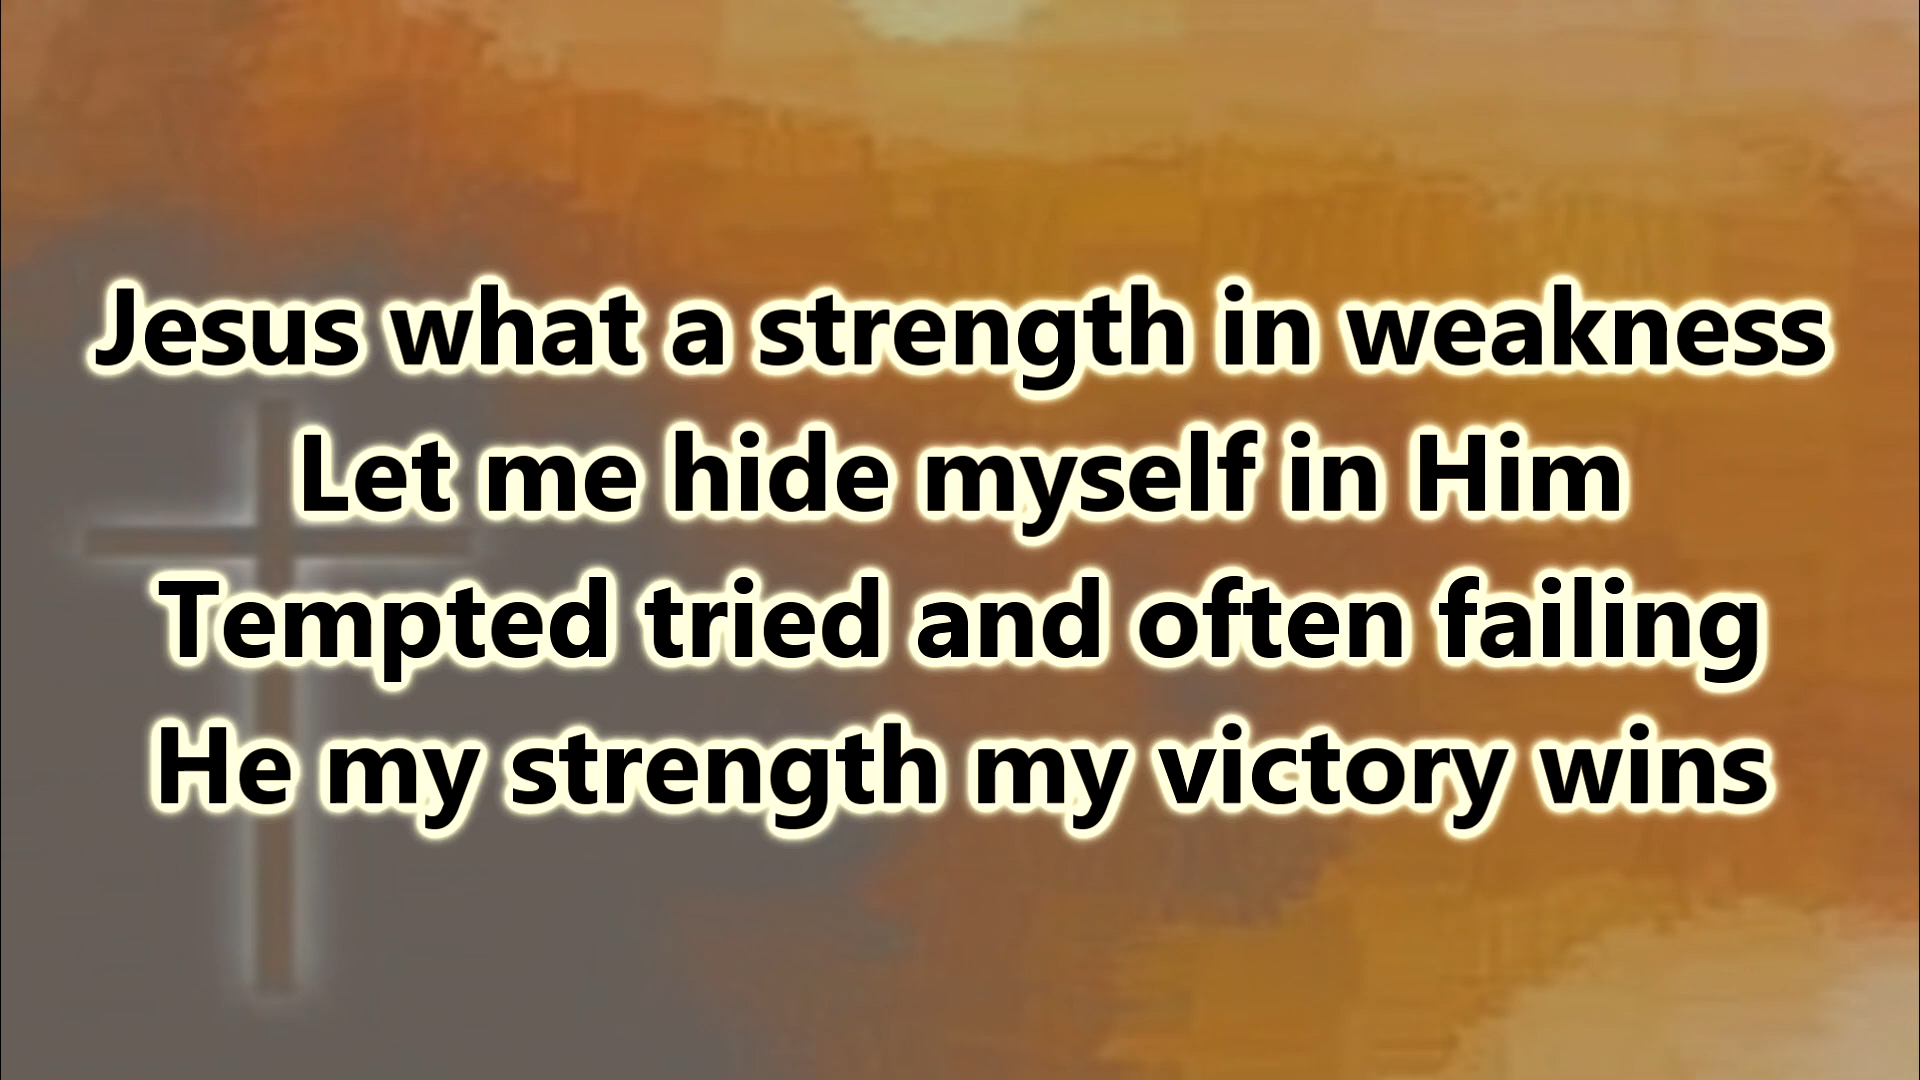 Jesus what a strength in weakness
Let me hide myself in Him
Tempted tried and often failing
He my strength my victory wins